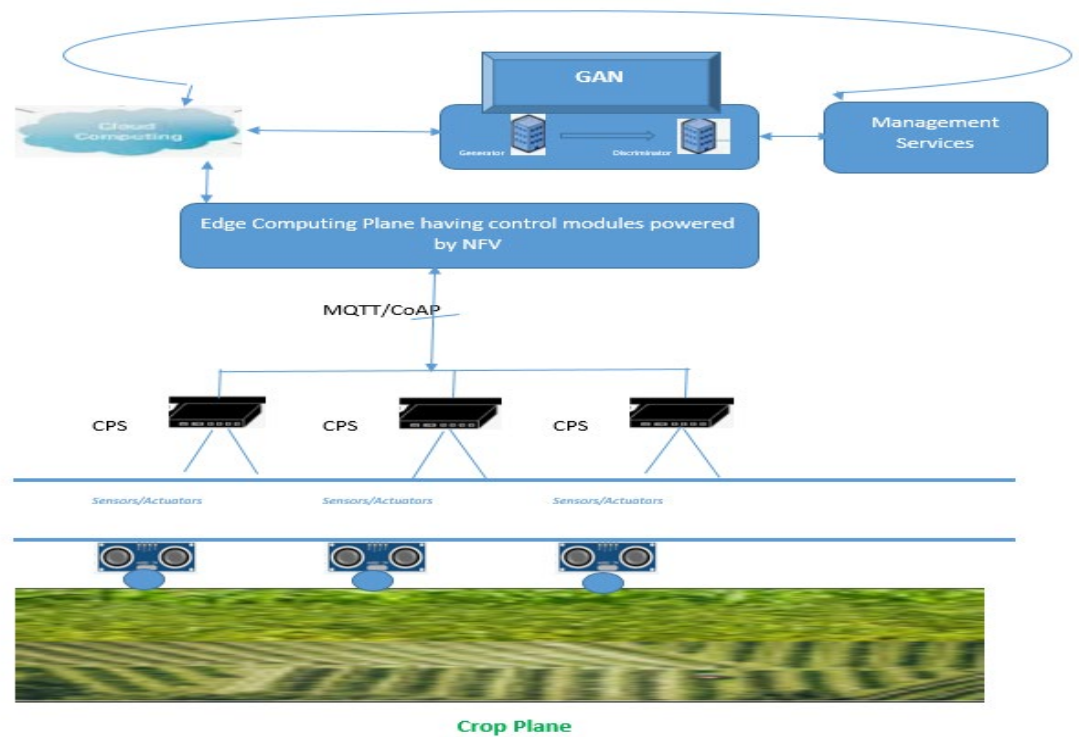 GAN
Cloud
Computing
Generator
Discriminator
Management
Services
Edge Computing Plane having control modules powered
by NFV
MQTT/CoAP
CPS
CPS
CPS
Sensors/Actuators
Sensors/Actuators
Sensors/Actuators
Crop Plane